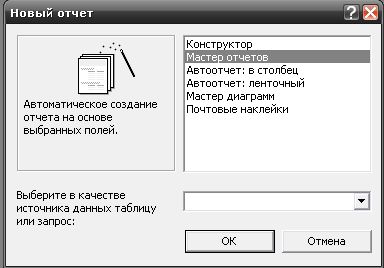 Новый отчет
Автоматическое создание
отчета на основе
выбранных полей.
Конструктор
Мастер отчетов
Автоотчет: в столбец
Автоотчет: ленточный
Мастер диаграмм
Почтовые наклейки
Выберите в качестве
источника данных таблицу
или запрос:
ОК
Отмена